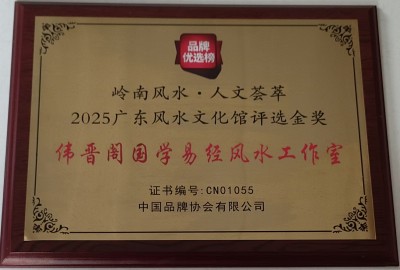 品牌
优选榜
岭南风水·人文荟萃
2025广东风水文化馆评选金奖
伟晋阁国学易经风水工作室
证书编号:CN01055
中国品牌协会有限公司